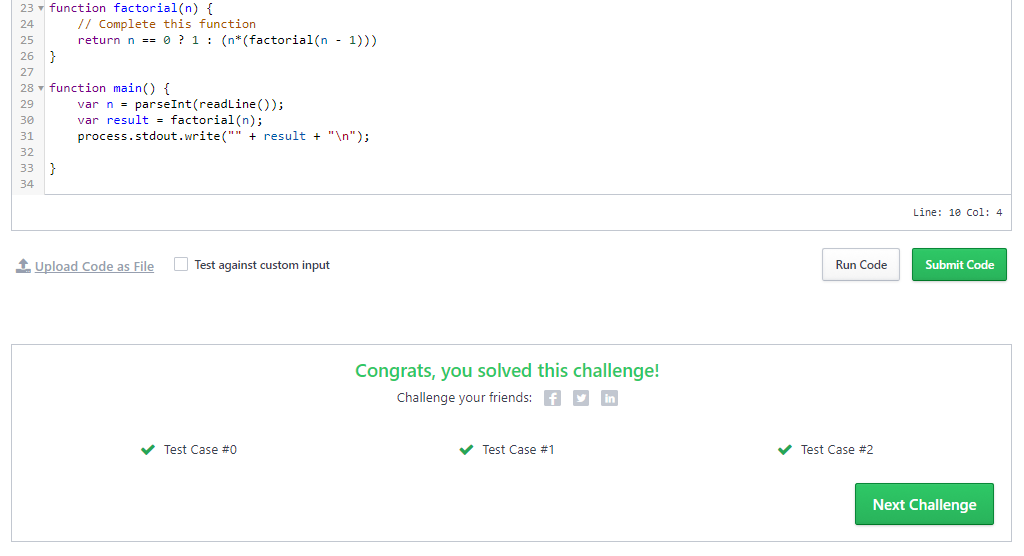 23 function factorial(n) {
24     // Complete this function
25     return n == 0 ? 1 : (n*(factorial(n - 1)))
26 }
27
28 function main() {
29     var n = parseInt(readLine());
30     var result = factorial(n);
31     process.stdout.write("" + result + "\n");
32
33 }
34
Line: 10 Col: 4
Upload Code as File Test against custom input Run Code Submit Code
Congrats, you solved this challenge!
Challenge your friends: f in
Test Case #0 Test Case #1 Test Case #2
Next Challenge